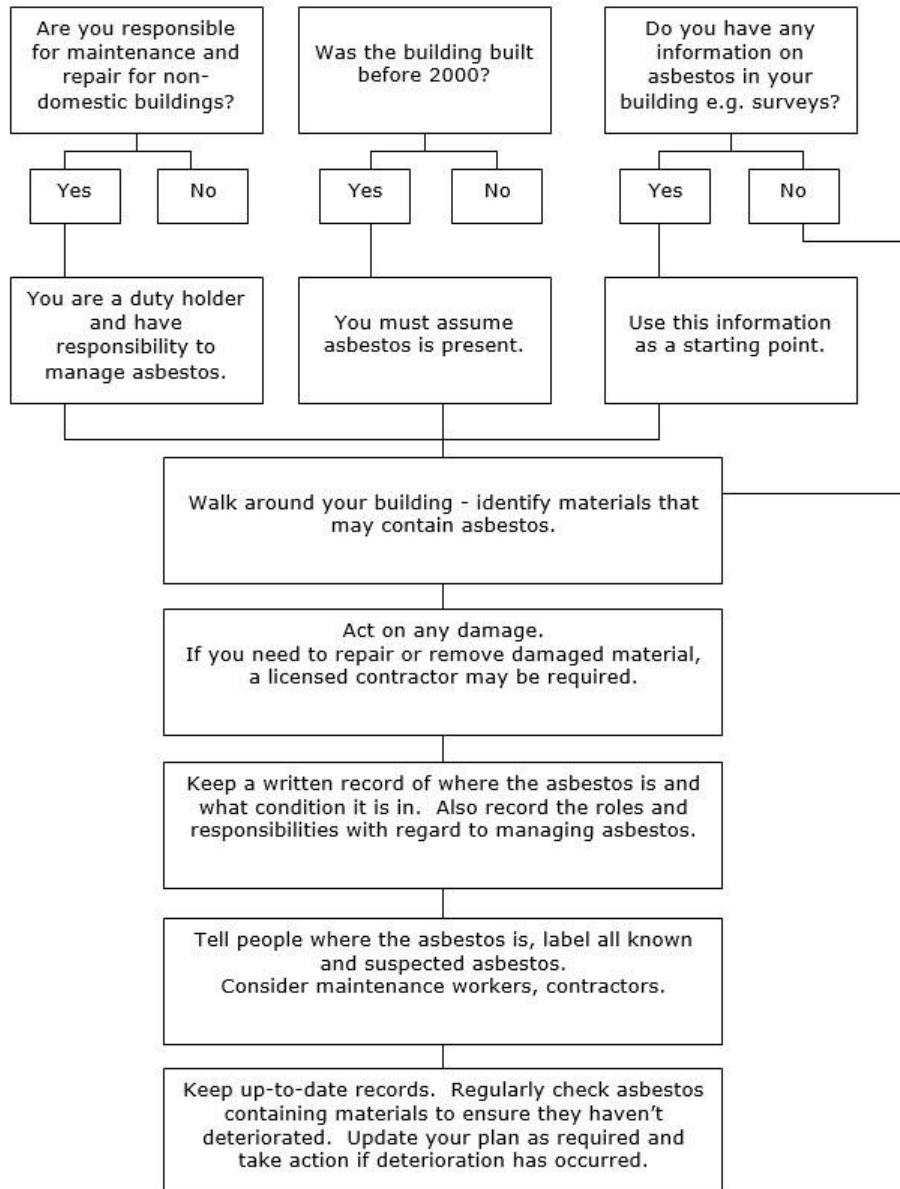 Are you responsible
for maintenance and
repair for non-
domestic buildings?
Was the building built
before 2000?
Do you have any
information on
asbestos in your
building e.g. surveys?
Yes
No
Yes
No
Yes
No
You are a duty holder
and have
responsibility to
manage asbestos.
You must assume
asbestos is present.
Use this information
as a starting point.
Walk around your building - identify materials that
may contain asbestos.
Act on any damage.
If you need to repair or remove damaged material,
a licensed contractor may be required.
Keep a written record of where the asbestos is and
what condition it is in.  Also record the roles and
responsibilities with regard to managing asbestos.
Tell people where the asbestos is, label all known
and suspected asbestos.
Consider maintenance workers, contractors.
Keep up-to-date records.  Regularly check asbestos
containing materials to ensure they haven't
deteriorated.  Update your plan as required and
take action if deterioration has occurred.